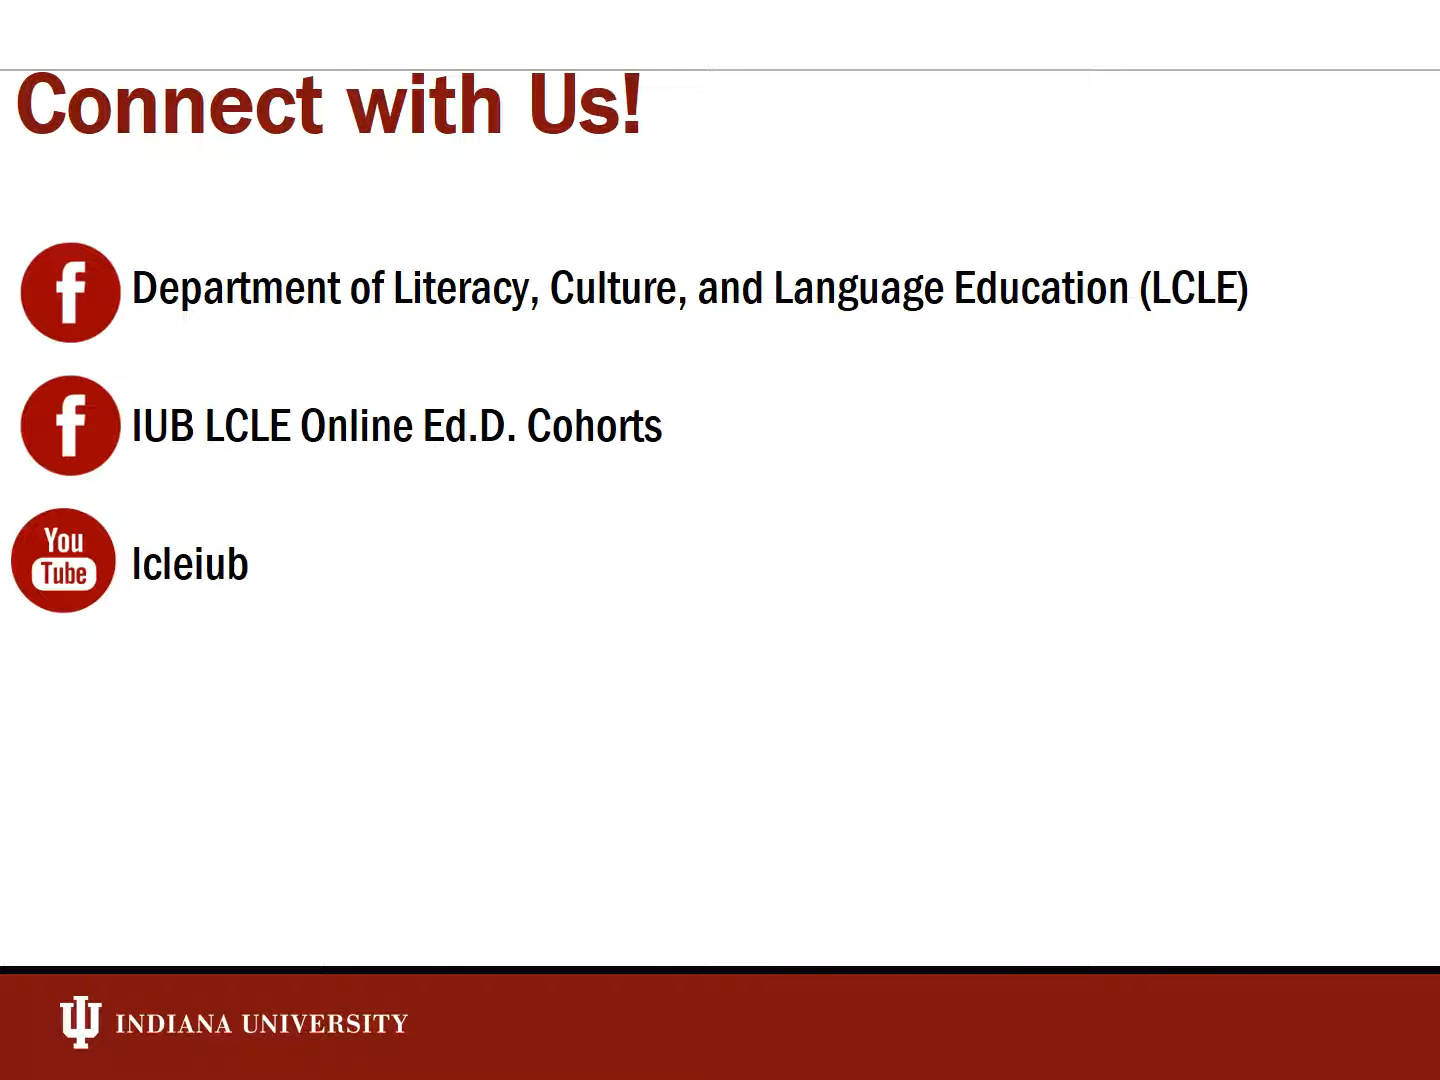 Connect with Us!
f Department of Literacy, Culture, and Language Education (LCLE)
f IUB LCLE Online Ed.D. Cohorts
You
Tube
lcleiub
INDIANA UNIVERSITY